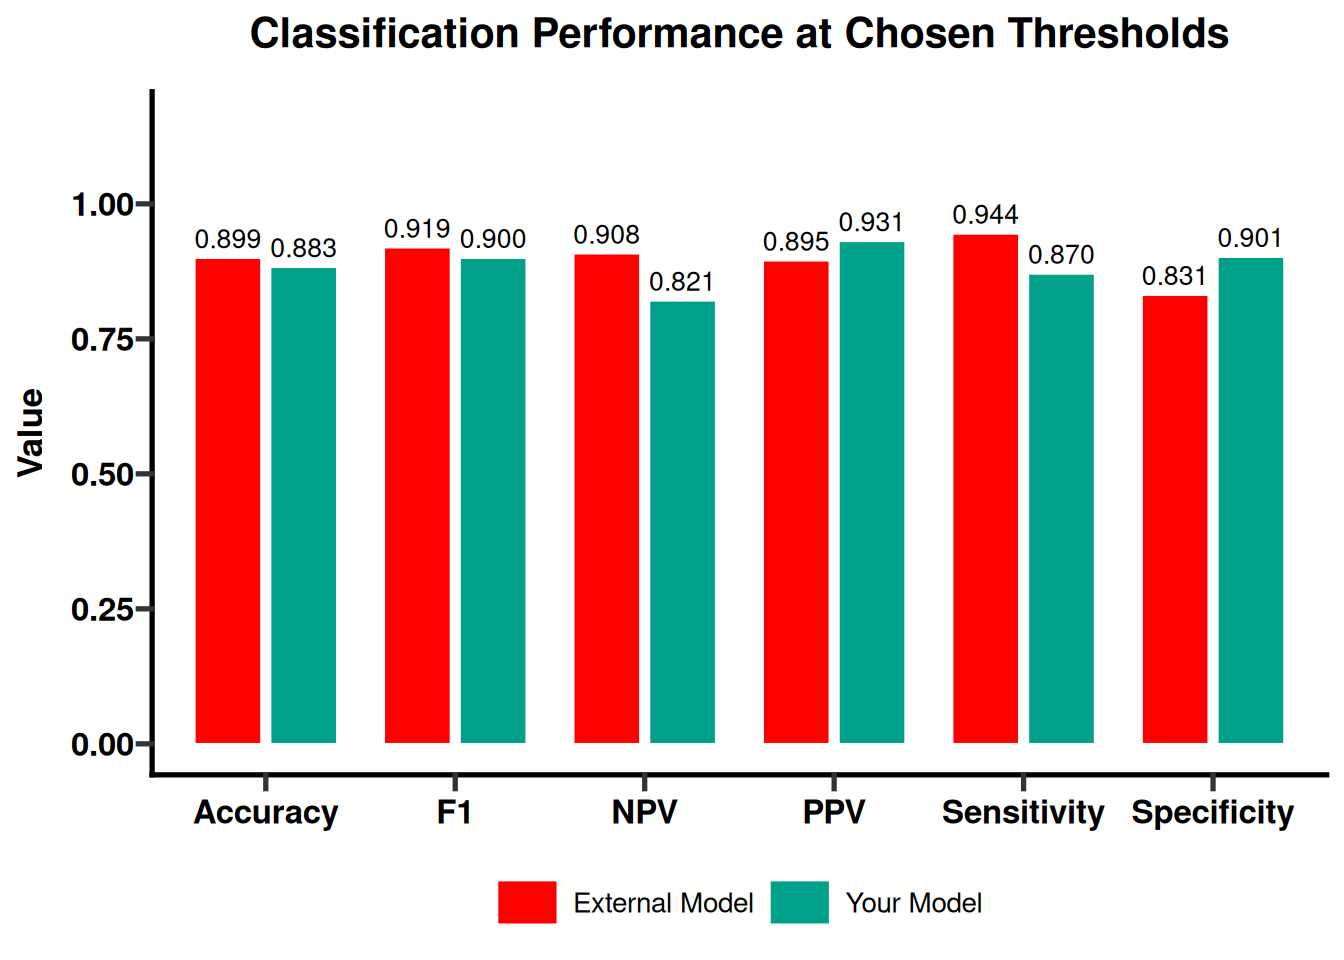 Classification Performance at Chosen Thresholds
Value
1.00
0.75
0.50
0.25
0.00
0.899 0.883 0.919 0.900 0.908 0.821 0.895 0.931 0.944 0.870 0.831 0.901
Accuracy F1 NPV PPV Sensitivity Specificity
External Model Your Model